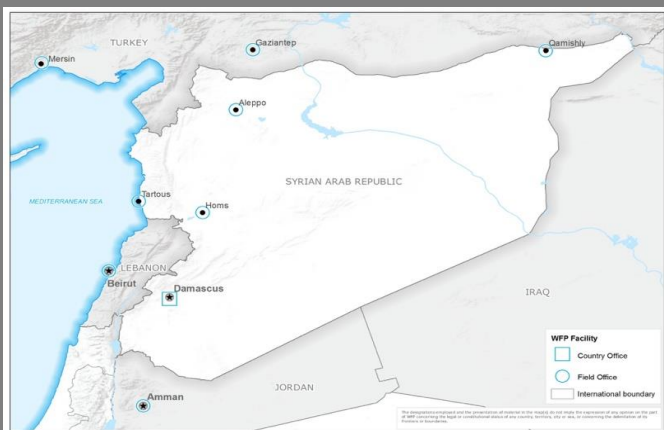 TURKEY
Gaziantep
Qamishly
Mersin
Aleppo
SYRIAN ARAB REPUBLIC
MEDITERRANEAN SEA
Tartous
Homs
LEBANON
Beirut
Damascus
IRAQ
JORDAN
Amman
WFP Facility
Country Office
Field Office
International boundary